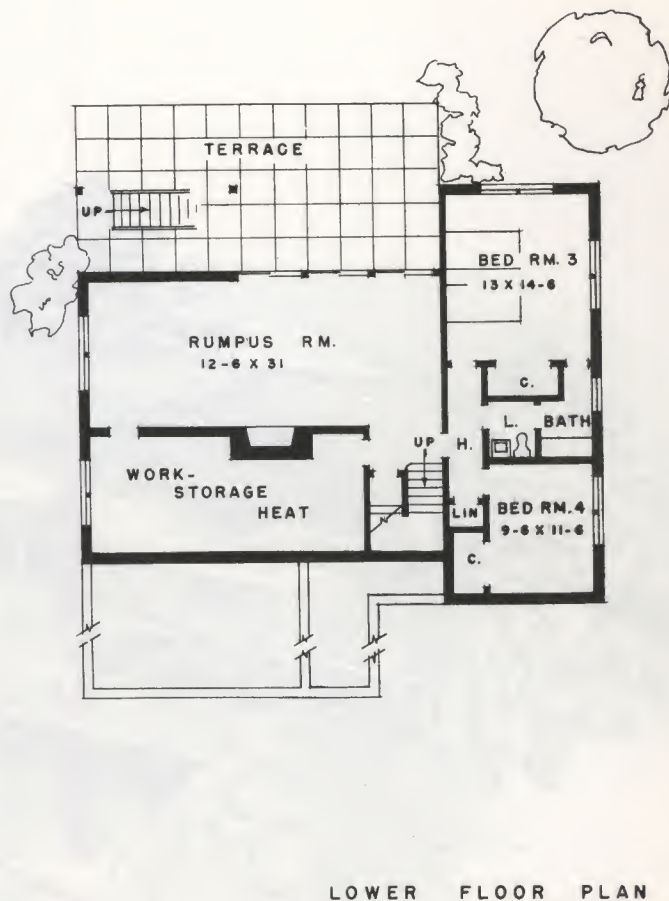 TERRACE
UP
BED RM. 3
13 X 14-6
RUMPUS RM.
12-6 X 31
C.
L. BATH
UP H.
WORK-
STORAGE
HEAT
LIN
BED RM. 4
9-6 X 11-6
C.
LOWER FLOOR PLAN